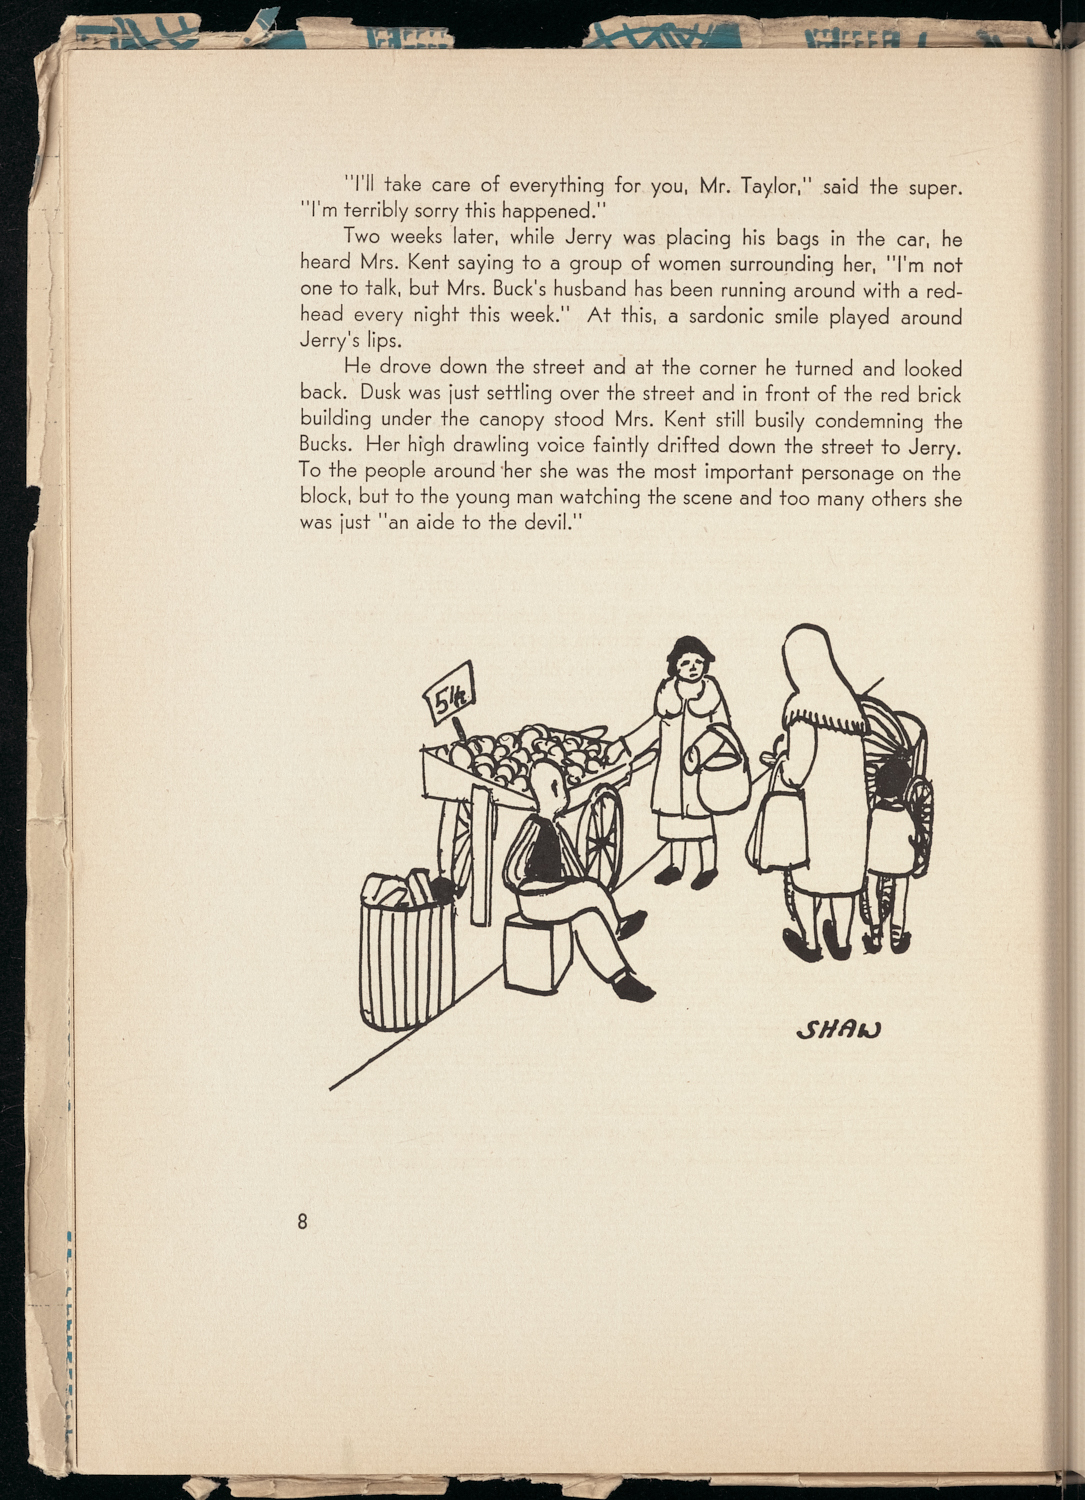 "I'll take care of everything for you, Mr. Taylor," said the super.
"I'm terribly sorry this happened."
Two weeks later, while Jerry was placing his bags in the car, he
heard Mrs. Kent saying to a group of women surrounding her, "I'm not
one to talk, but Mrs. Buck's husband has been running around with a red-
head every night this week." At this, a sardonic smile played around
Jerry's lips.
He drove down the street and at the corner he turned and looked
back. Dusk was just settling over the street and in front of the red brick
building under the canopy stood Mrs. Kent still busily condemning the
Bucks. Her high drawling voice faintly drifted down the street to Jerry.
To the people around her she was the most important personage on the
block, but to the young man watching the scene and too many others she
was just "an aide to the devil."
SHAW
8